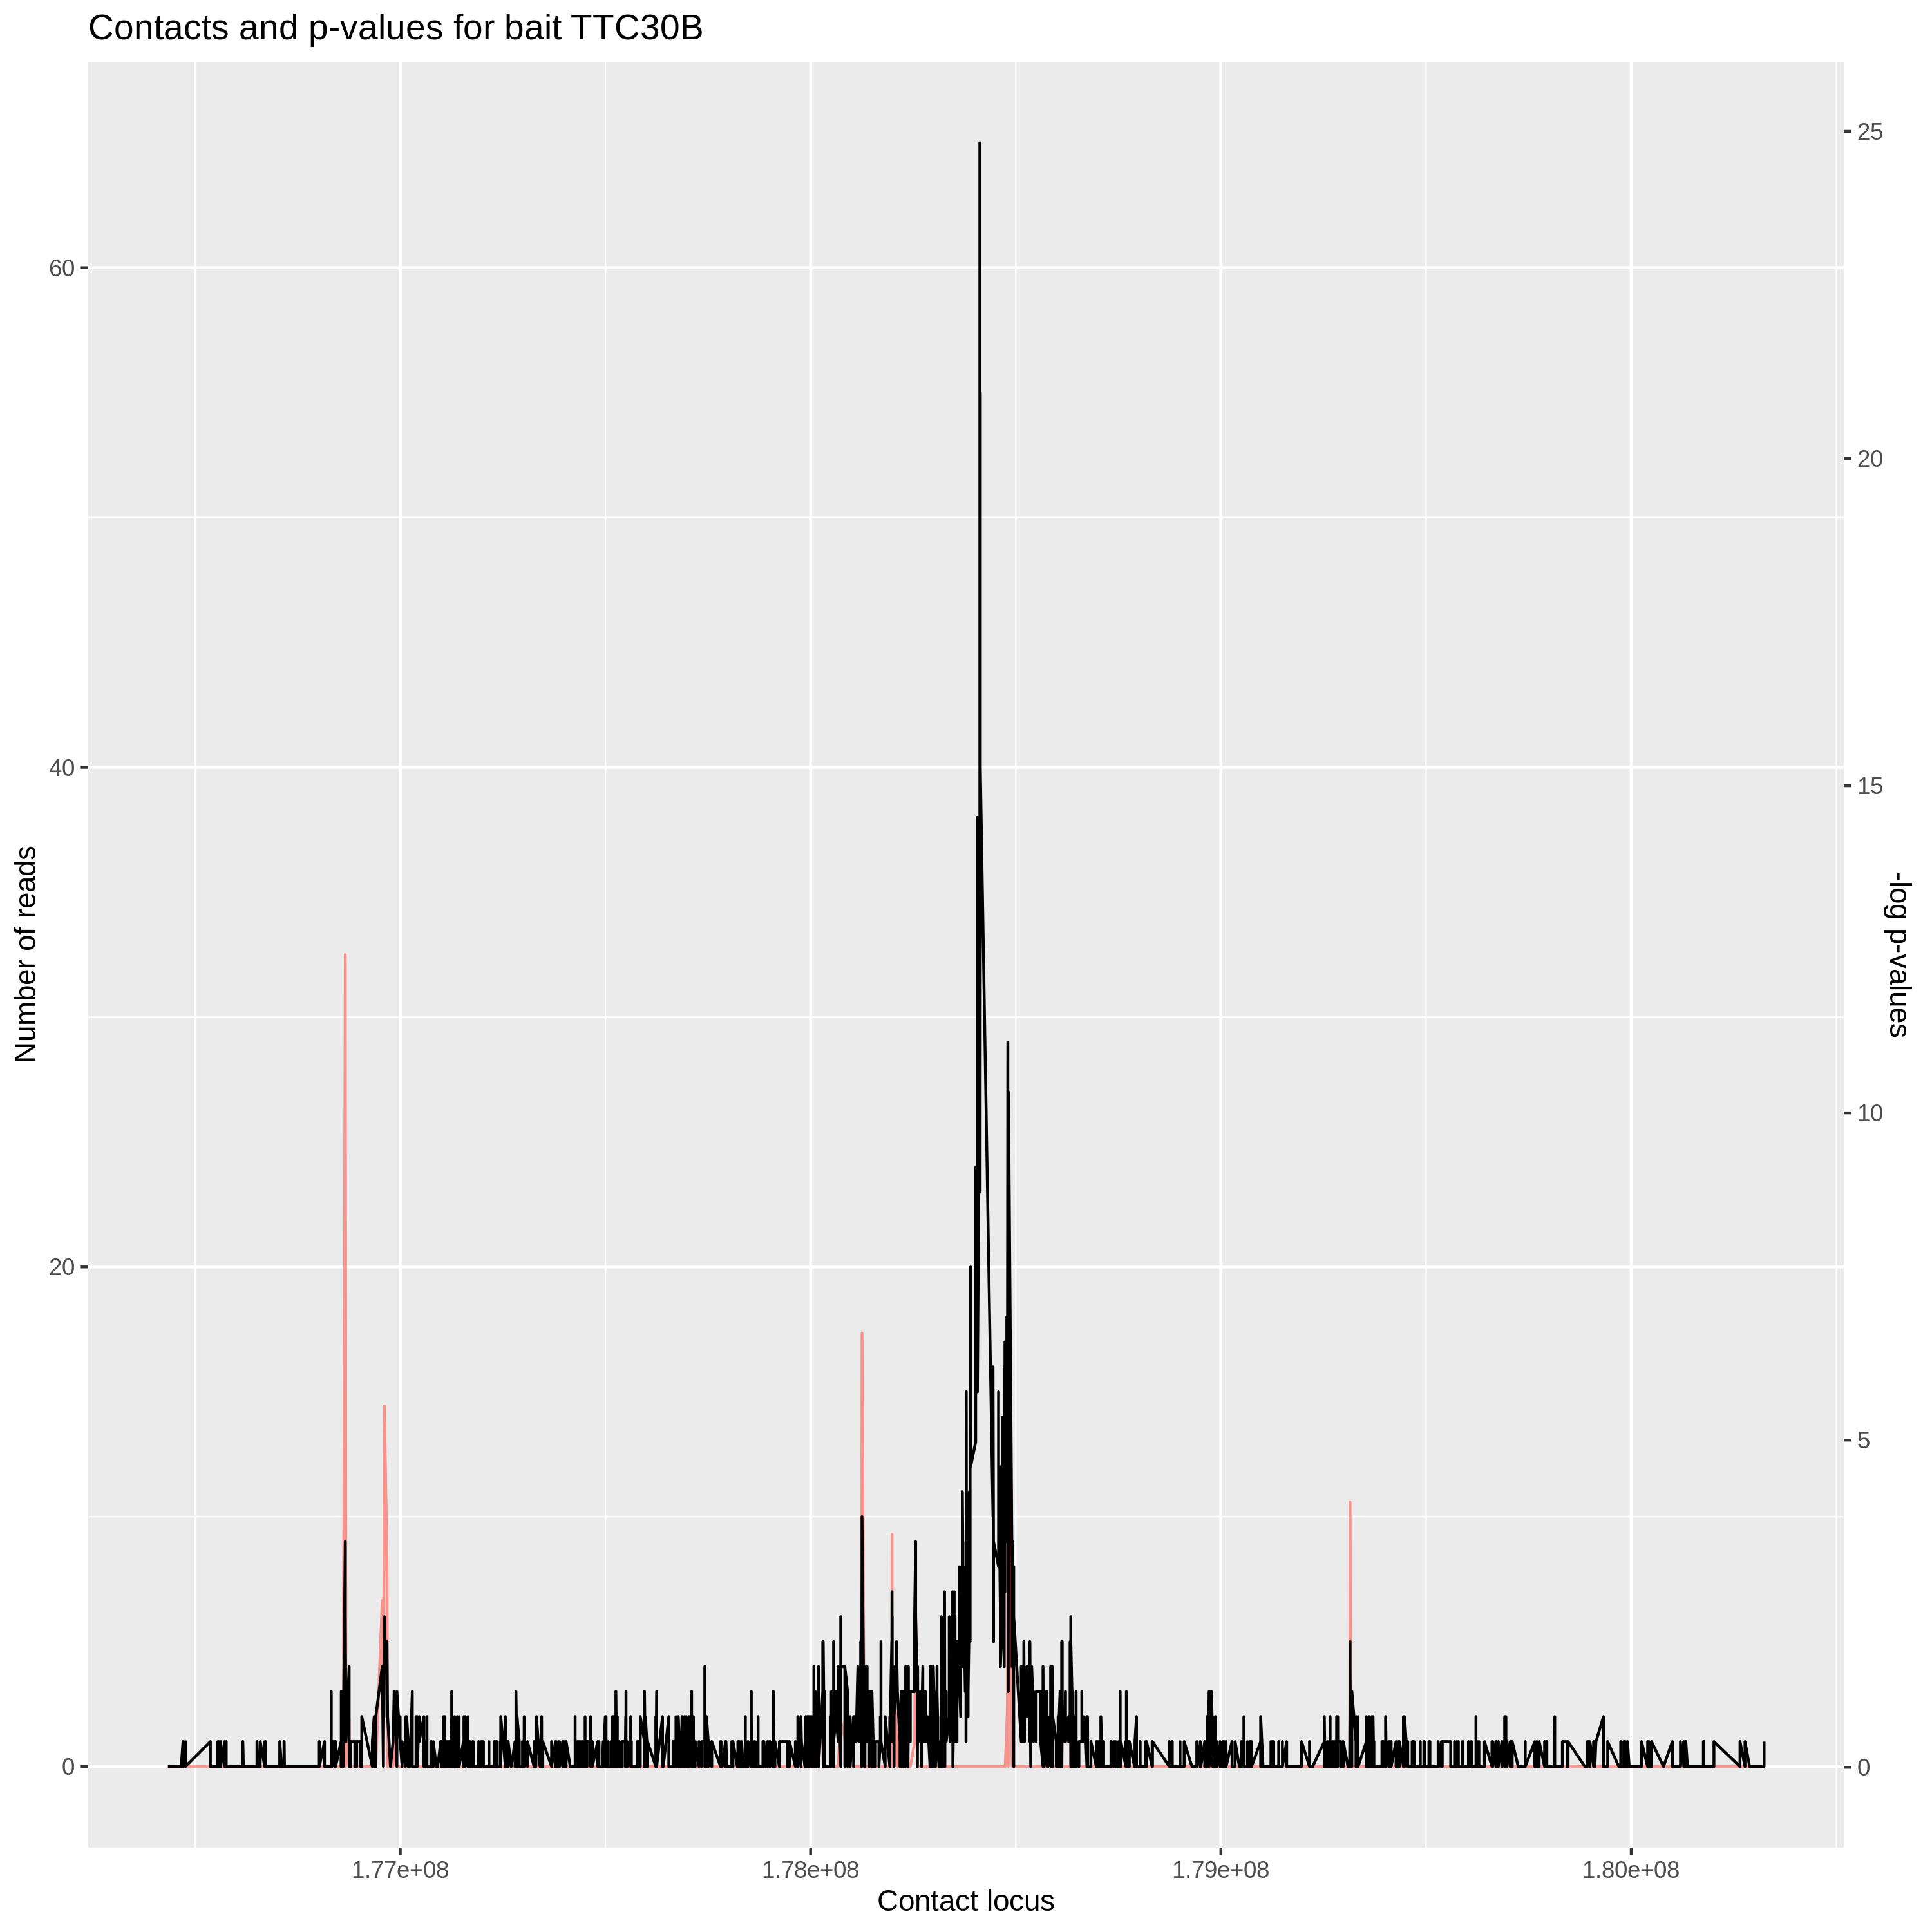 Contacts and p-values for bait TTC30B
60
40
20
0
25
20
15
10
5
0
Number of reads
-log p-values
1.77e+08
1.78e+08
1.79e+08
1.80e+08
Contact locus